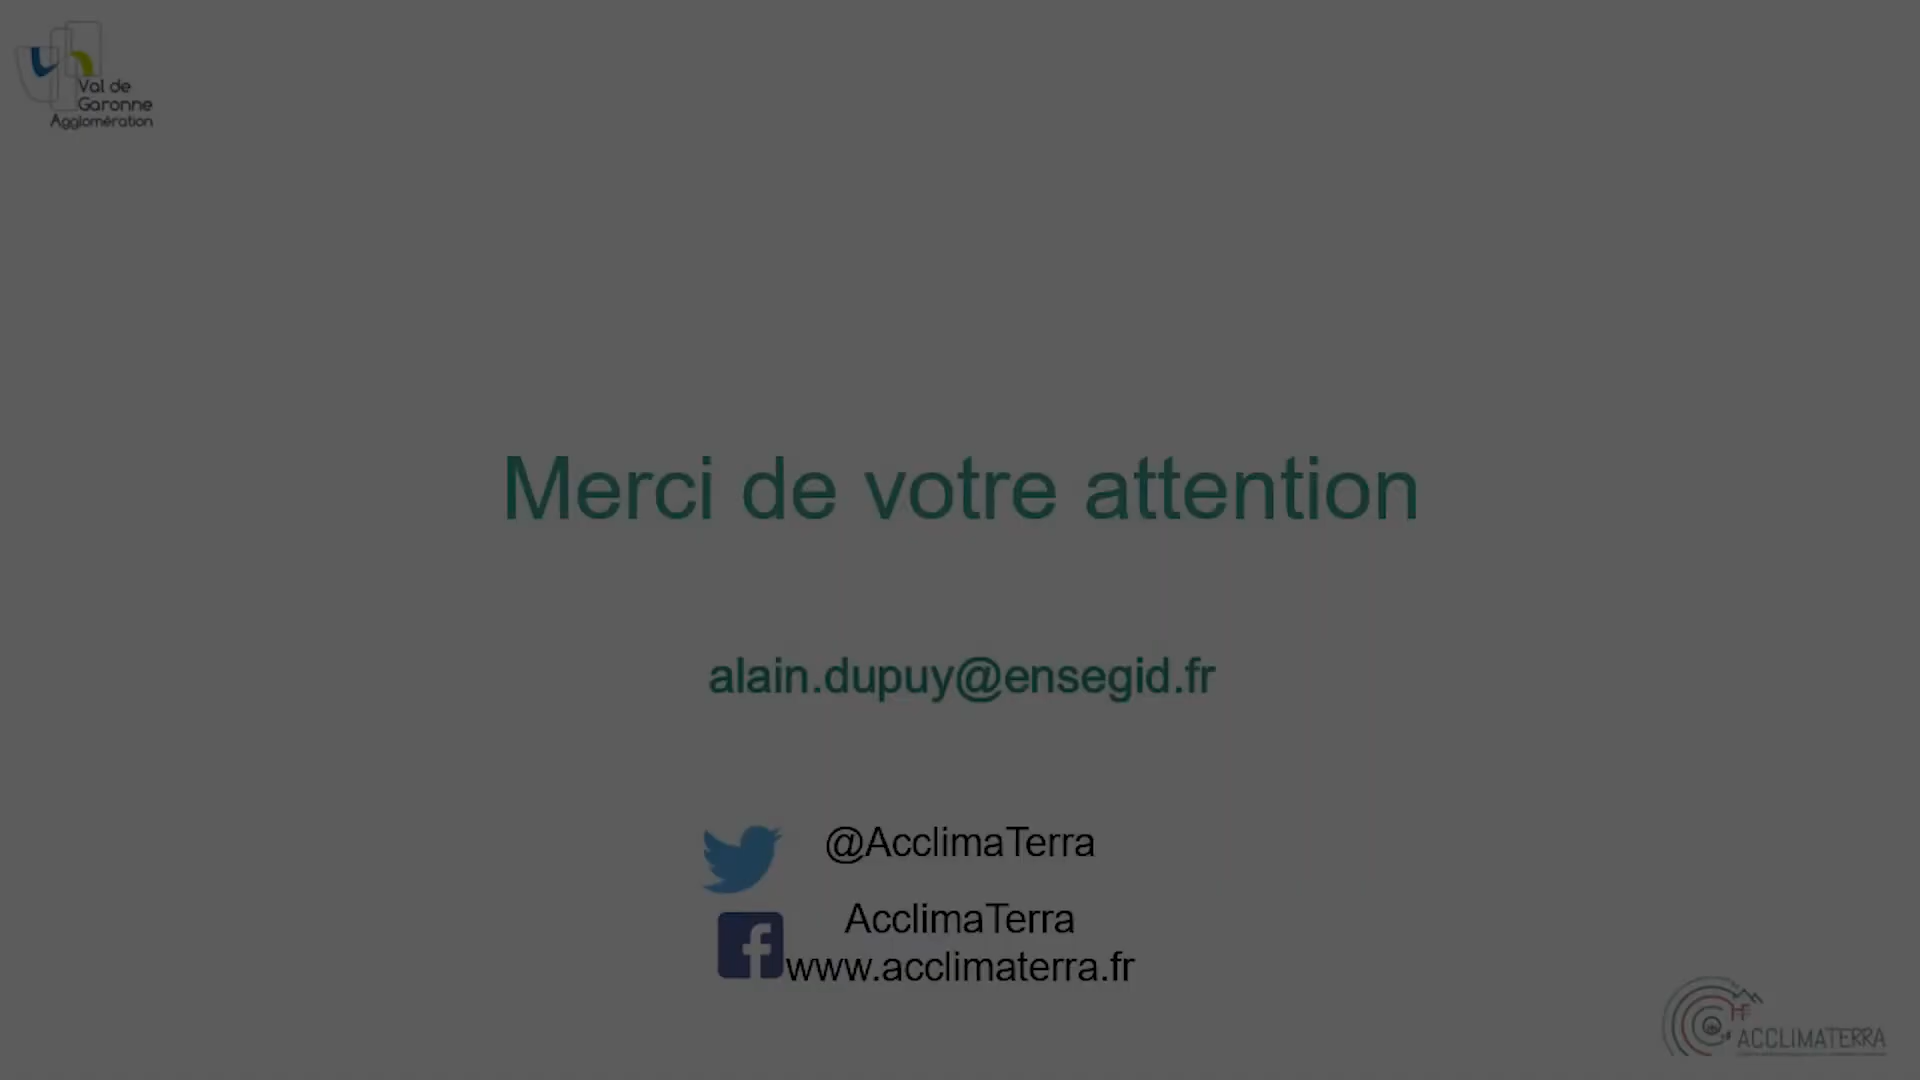 Val de
Garonne
Agglomération
Merci de votre attention
alain.dupuy@ensegid.fr
@AcclimaTerra
AcclimaTerra
www.acclimaterra.fr
ACCLIMATERRA